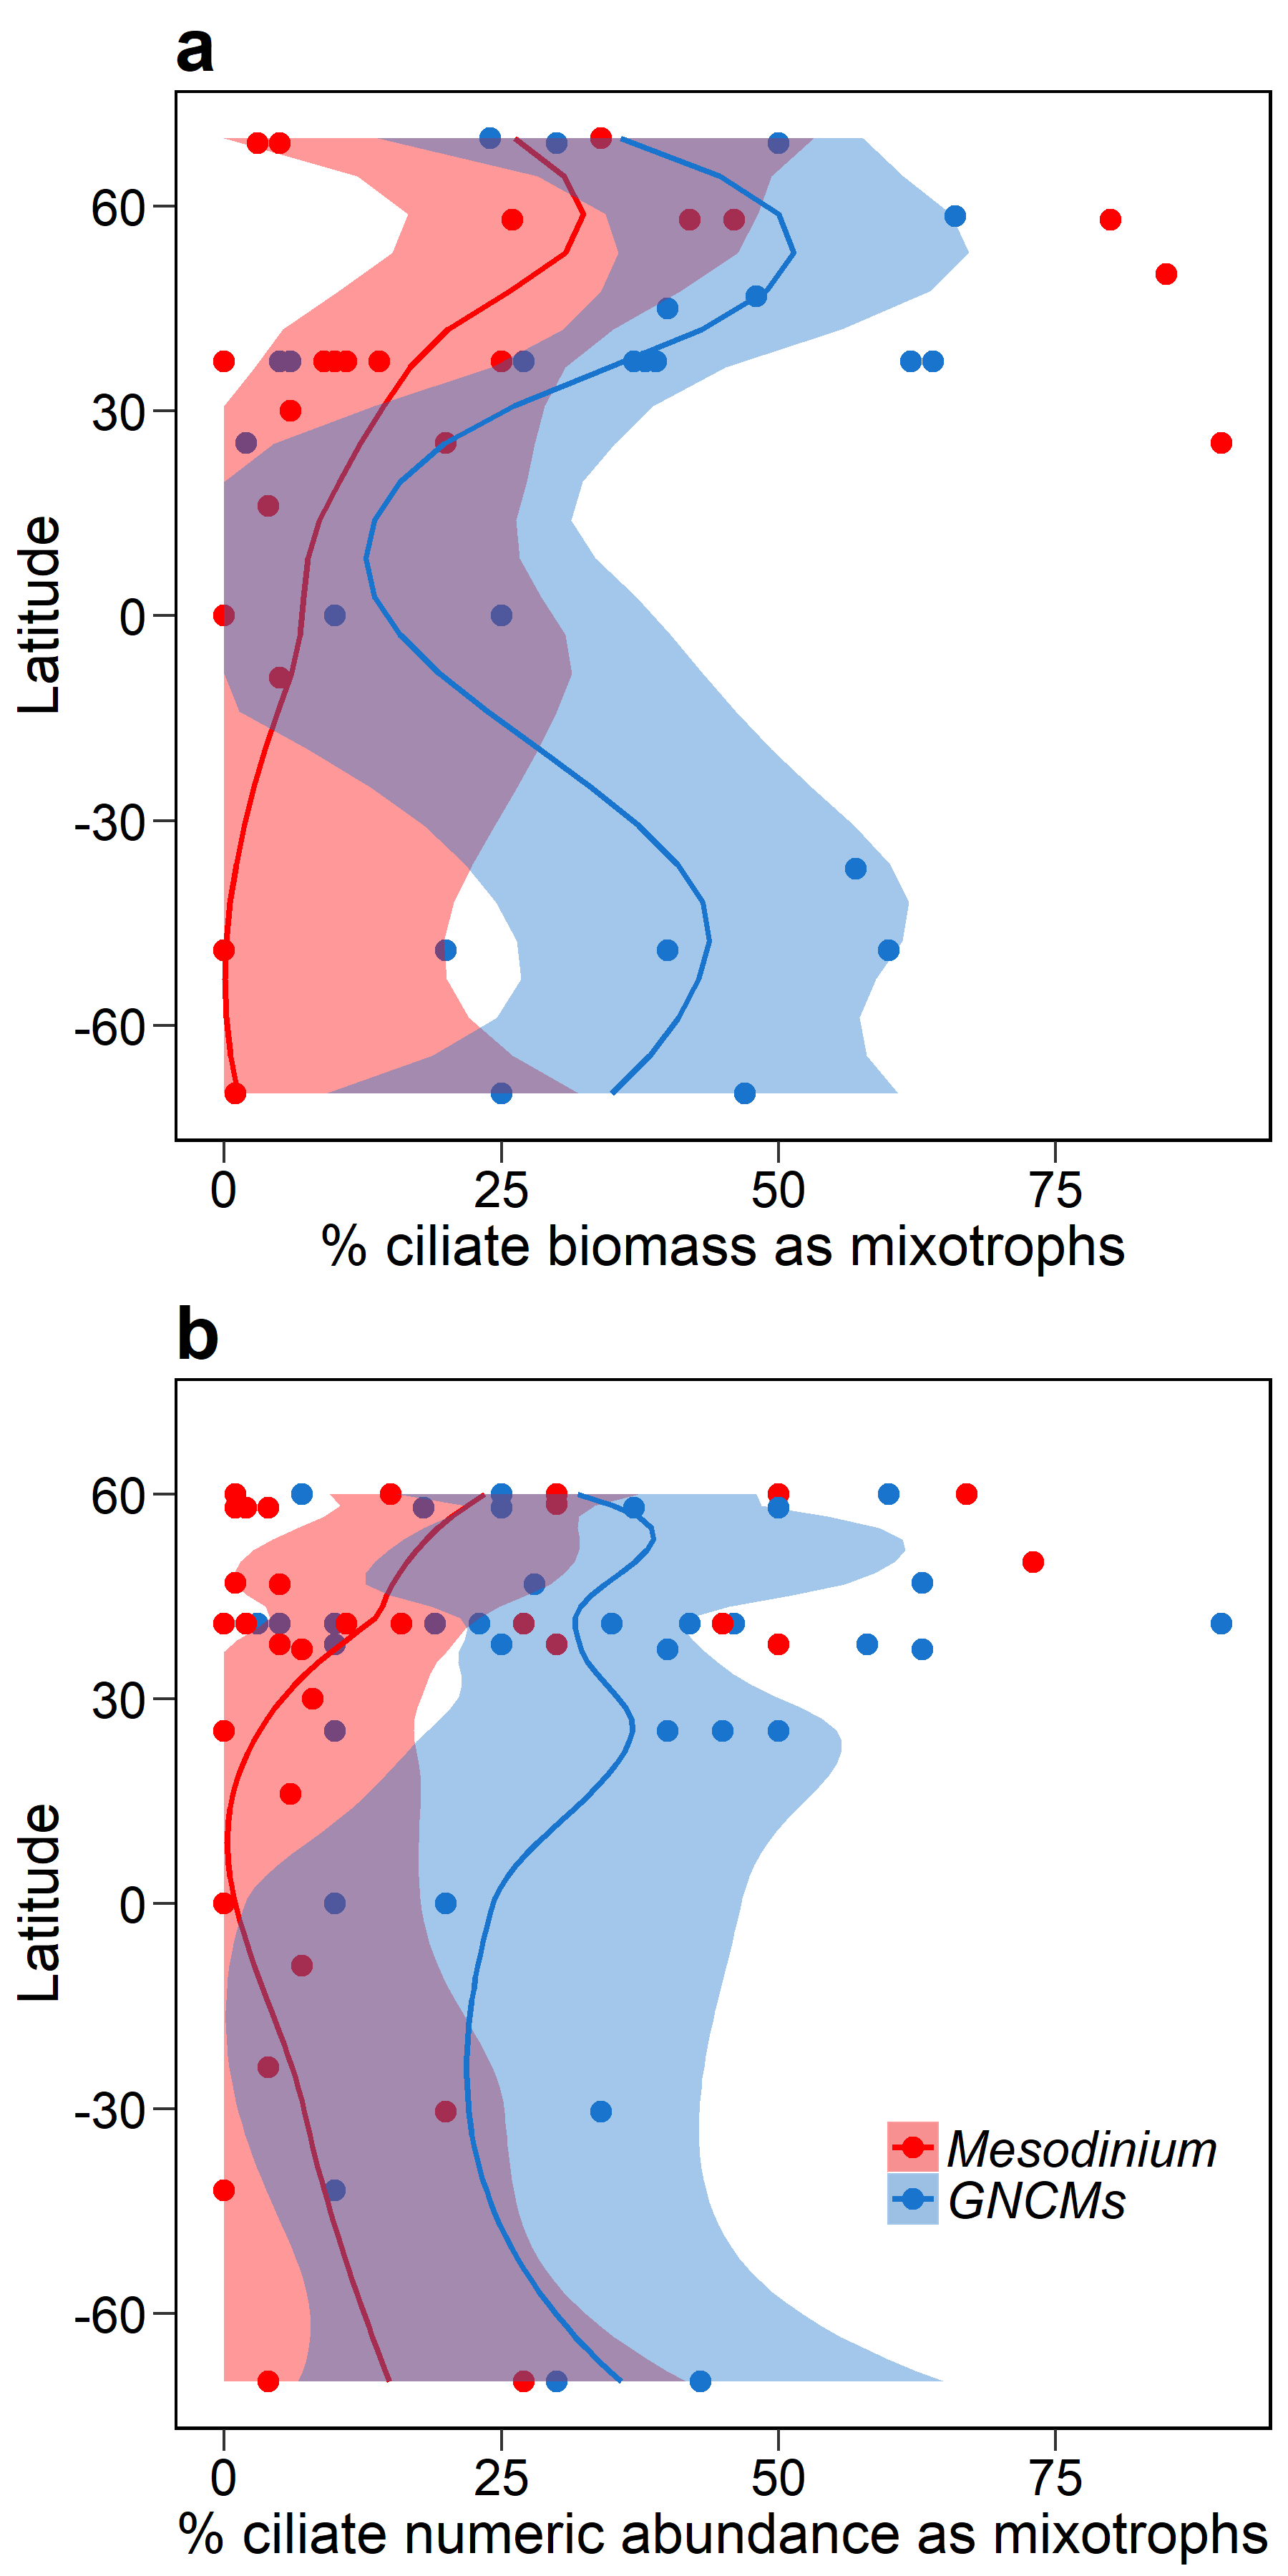 a
60
30
0
-30
-60
Latitude
0 25 50 75
% ciliate biomass as mixotrophs
b
60
30
0
-30
-60
Latitude
Mesodinium
GNCMs
0 25 50 75
% ciliate numeric abundance as mixotrophs